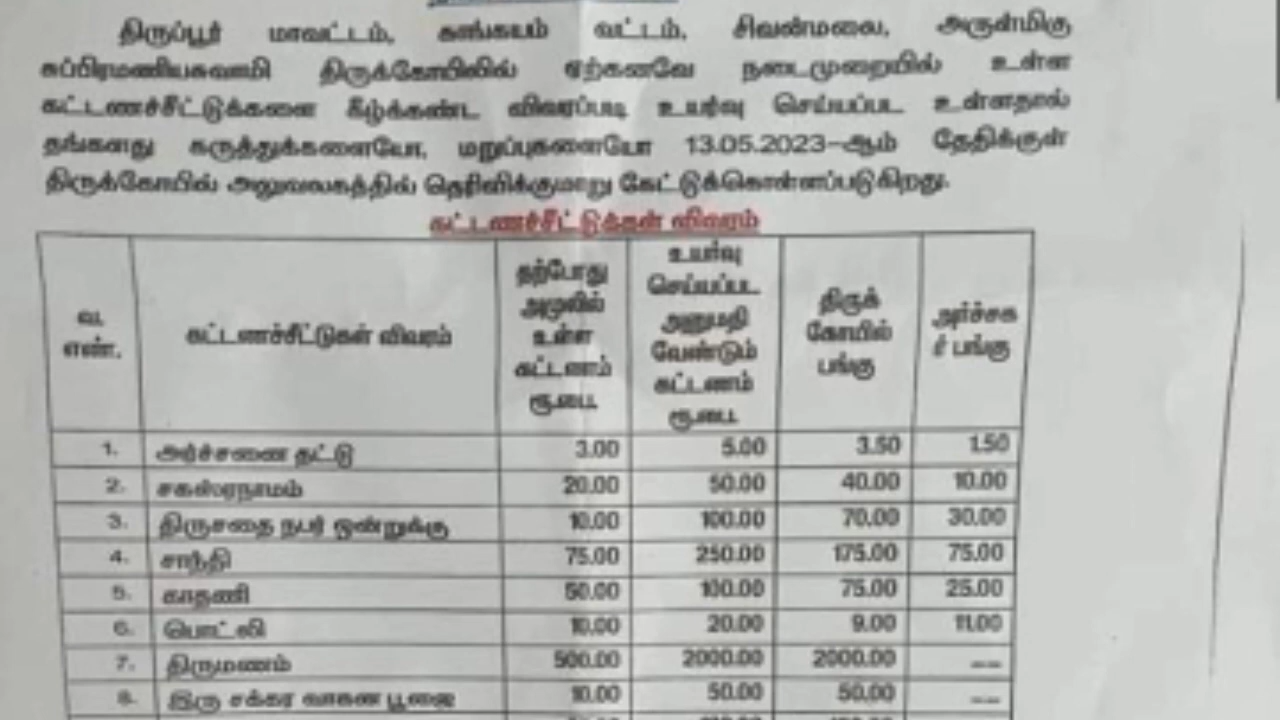 திருப்பூர் மாவட்டம், காங்கயம் வட்டம், சிவன்மலை, அருள்மிகு
சுப்பிரமணியசுவாமி திருக்கோயிலில் ஏற்கனவே நடைமுறையில் உள்ள
கட்டணச்சீட்டுக்களை கீழ்க்கண்ட விவரப்படி உயர்வு செய்யப்பட உள்ளதால்
தங்களது கருத்துக்களையோ, மறுப்புகளையோ 13.05.2023-ஆம் தேதிக்குள்
திருக்கோயில் அலுவலகத்தில் தெரிவிக்குமாறு கேட்டுக்கொள்ளப்படுகிறது.
கட்டணச்சீட்டுக்கள் விவரம்
வ. எண். கட்டணச்சீட்டுகள் விவரம் தற்போது அமுலில் உள்ள கட்டணம் ரூ.பை. உயர்வு செய்யப்பட அனுமதி வேண்டும் கட்டணம் ரூ.பை. திருக் கோயில் பங்கு அர்ச்சக ர் பங்கு
1. அர்ச்சனை தட்டு 3.00 5.00 3.50 1.50
2. சகஸ்ரநாமம் 20.00 50.00 40.00 10.00
3. திருசதை நபர் ஒன்றுக்கு 10.00 100.00 70.00 30.00
4. சாந்தி 75.00 250.00 175.00 75.00
5. காதணி 50.00 100.00 75.00 25.00
6. பொட்லி 10.00 20.00 9.00 11.00
7. திருமணம் 500.00 2000.00 2000.00 --
8. இரு சக்கர வாகன பூஜை 10.00 50.00 50.00 --